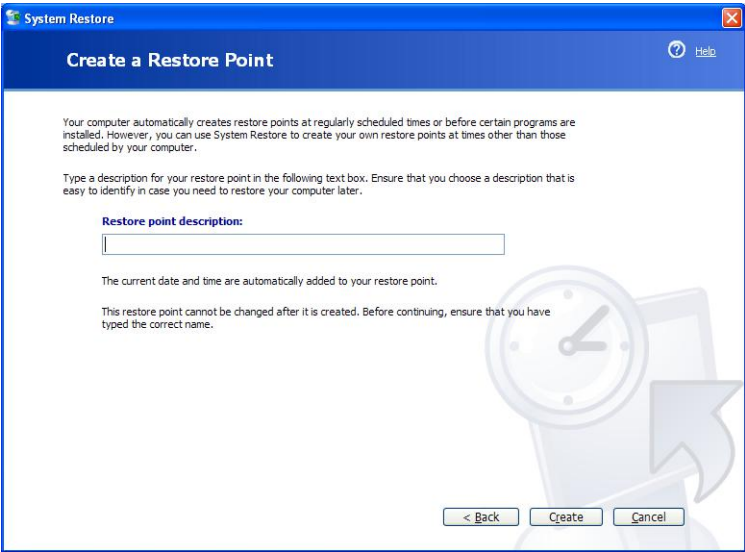 System Restore
Create a Restore Point
Help
Your computer automatically creates restore points at regularly scheduled times or before certain programs are
installed. However, you can use System Restore to create your own restore points at times other than those
scheduled by your computer.
Type a description for your restore point in the following text box. Ensure that you choose a description that is
easy to identify in case you need to restore your computer later.
Restore point description:
The current date and time are automatically added to your restore point.
This restore point cannot be changed after it is created. Before continuing, ensure that you have
typed the correct name.
< Back
Create
Cancel